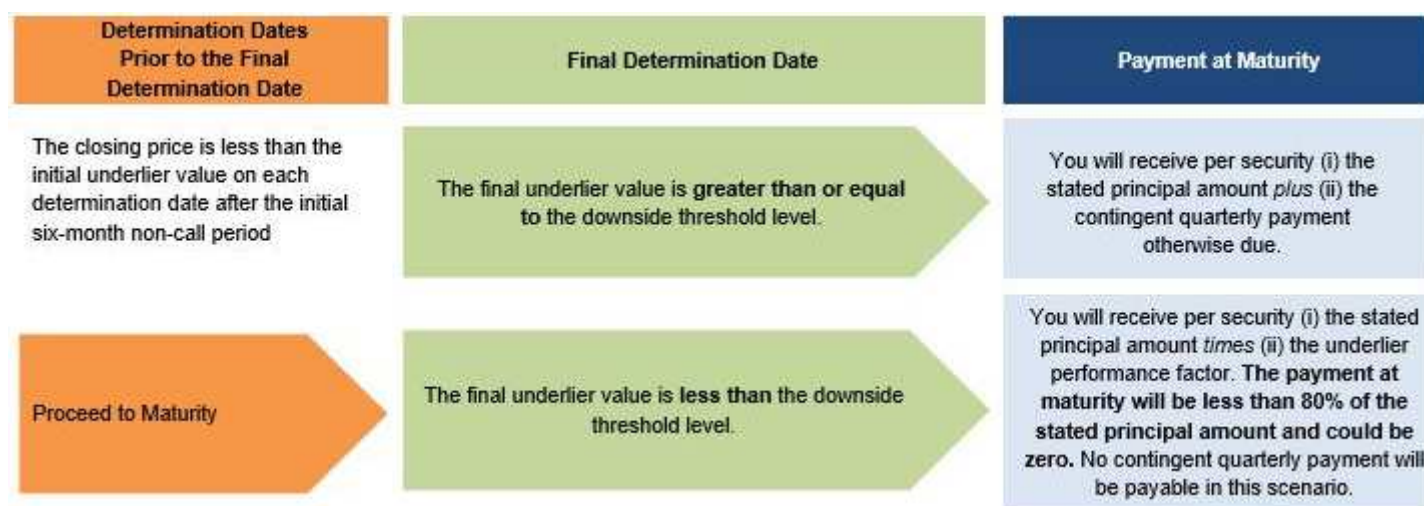 Determination Dates
Prior to the Final
Determination Date
Final Determination Date
Payment at Maturity
The closing price is less than the
initial underlier value on each
determination date after the initial
six-month non-call period
The final underlier value is greater than or equal
to the downside threshold level.
You will receive per security (i) the
stated principal amount plus (ii) the
contingent quarterly payment
otherwise due.
Proceed to Maturity
The final underlier value is less than the downside
threshold level.
You will receive per security (i) the stated
principal amount times (ii) the underlier
performance factor. The payment at
maturity will be less than 80% of the
stated principal amount and could be
zero. No contingent quarterly payment will
be payable in this scenario.